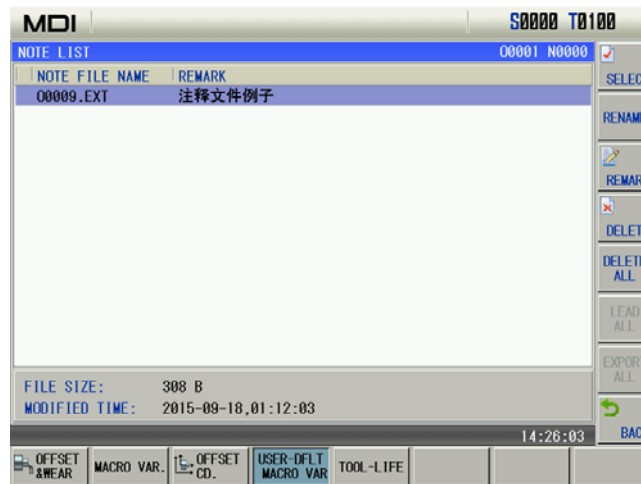 MDI S0000 T0100
NOTE LIST O0001 N0000
NOTE FILE NAME REMARK
O0009.EXT 注释文件例子
SELEC
RENAM
REMAR
DELET
DELET
ALL
LEAD
ALL
EXPOR
ALL
FILE SIZE: 308 B
MODIFIED TIME: 2015-09-18,01:12:03
BAC
14:26:03
OFFSET
&WEAR
MACRO VAR.
OFFSET
CD.
USER-DFLT
MACRO VAR
TOOL-LIFE